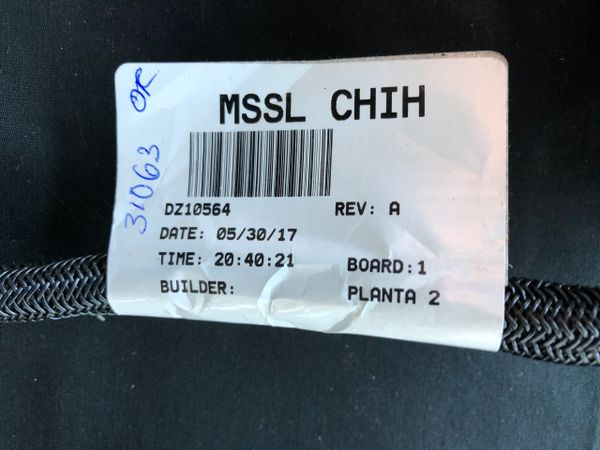 MSSL CHIH
DZ10564 REV: A
DATE: 05/30/17
TIME: 20:40:21 BOARD:1
BUILDER: PLANTA 2
31063 OK